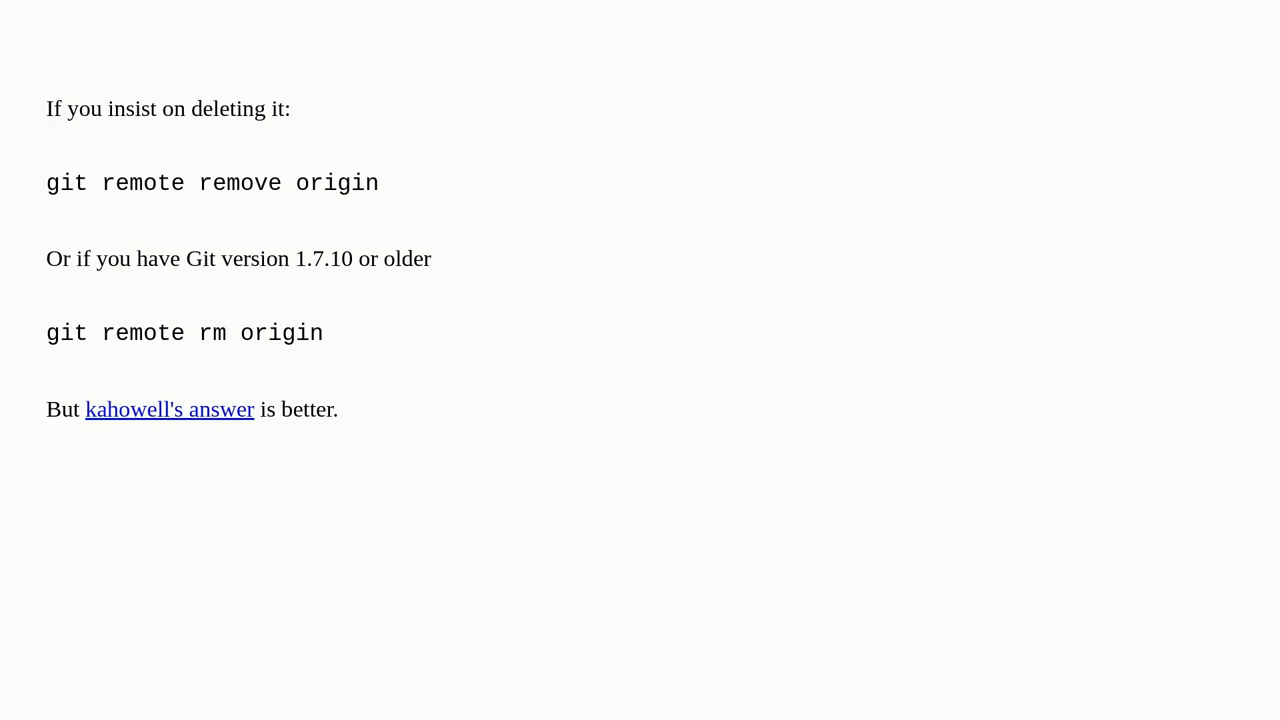 If you insist on deleting it:
git remote remove origin
Or if you have Git version 1.7.10 or older
git remote rm origin
But kahowell's answer is better.